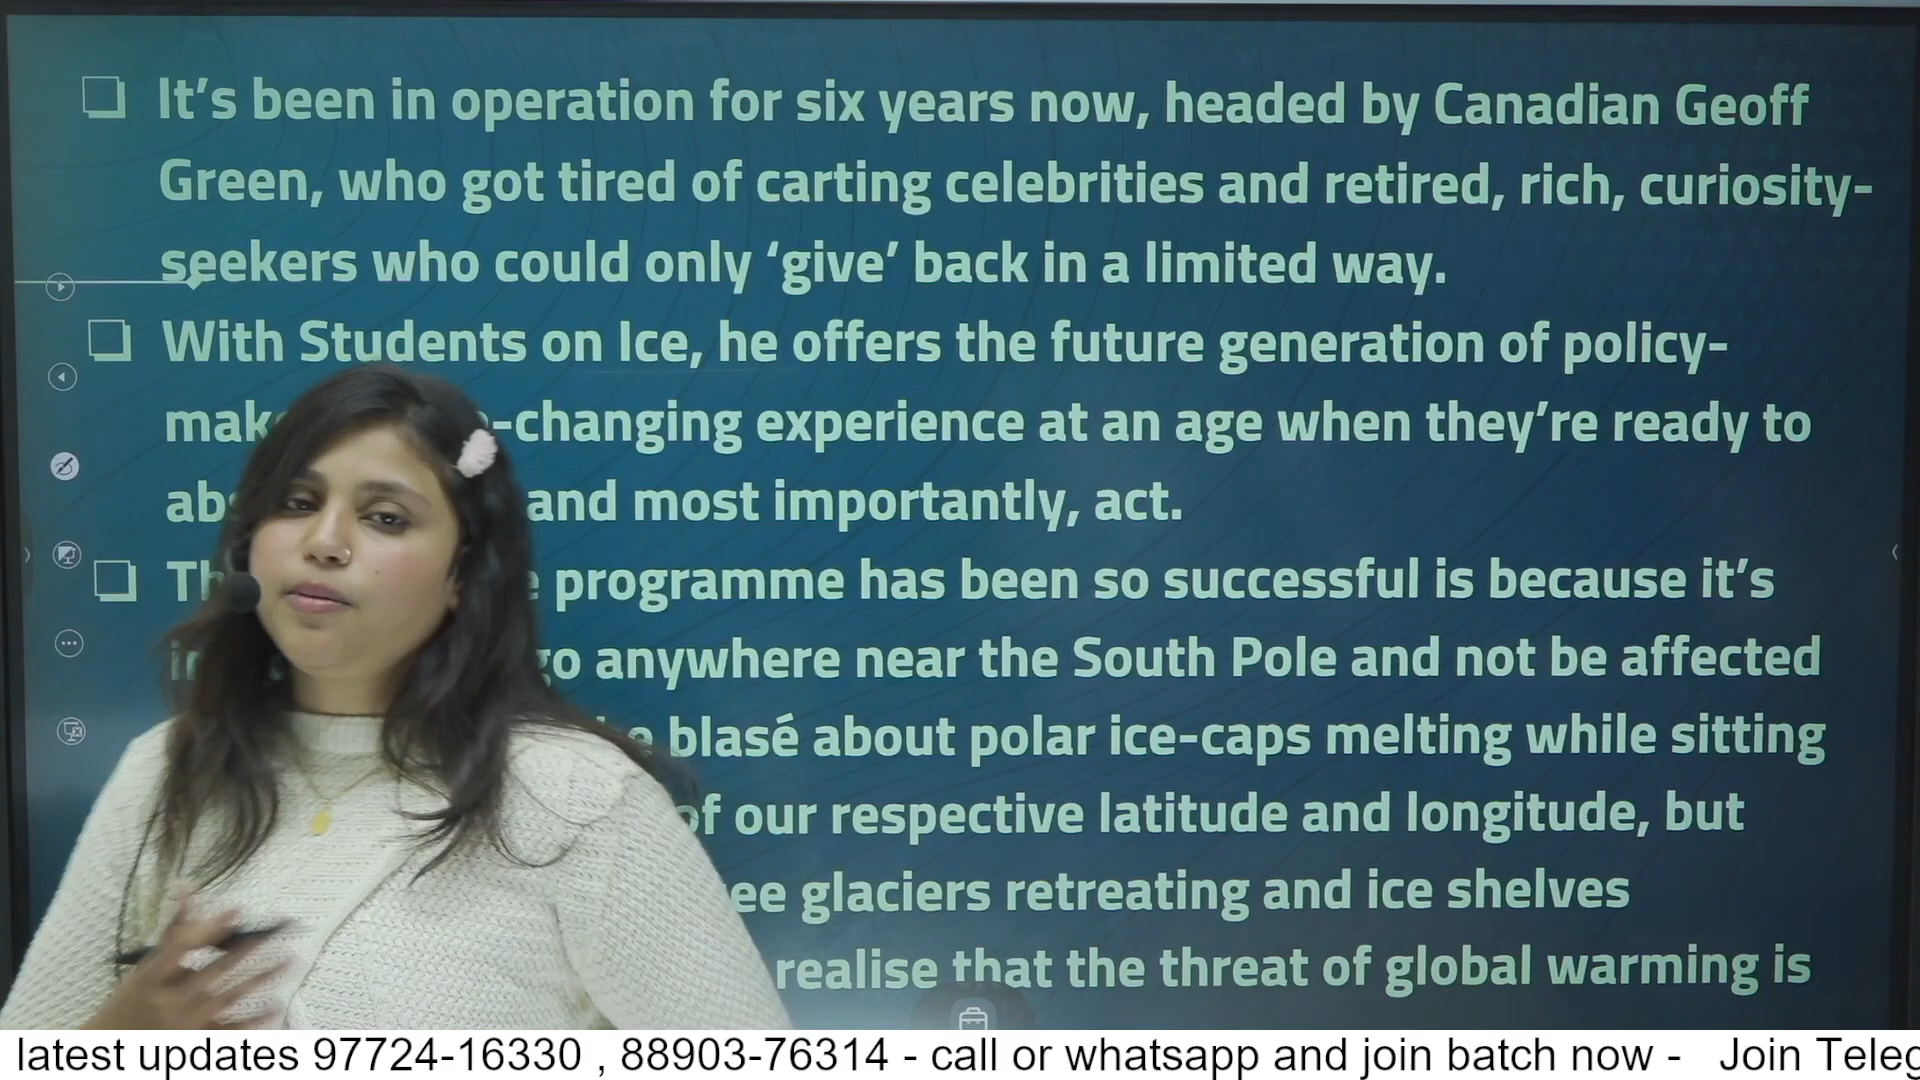 It’s been in operation for six years now, headed by Canadian Geoff
Green, who got tired of carting celebrities and retired, rich, curiosity-
seekers who could only ‘give’ back in a limited way.
With Students on Ice, he offers the future generation of policy-
mak -changing experience at an age when they’re ready to
abs and most importantly, act.
Th programme has been so successful is because it’s
go anywhere near the South Pole and not be affected
blasé about polar ice-caps melting while sitting
of our respective latitude and longitude, but
ee glaciers retreating and ice shelves
realise that the threat of global warming is
latest updates 97724-16330 , 88903-76314 - call or whatsapp and join batch now - Join Teleg